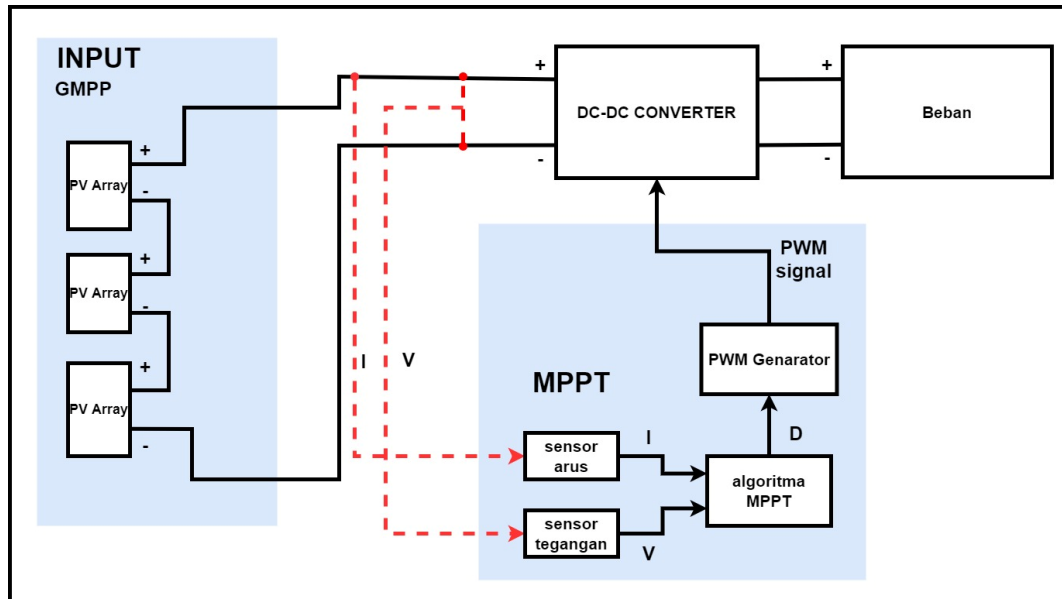 INPUT
GMPP
+
PV Array
-
+
PV Array
-
+
PV Array
-
+
-
DC-DC CONVERTER
+
-
Beban
I
V
PWM
signal
PWM Genarator
MPPT
D
sensor
arus
I
algoritma
MPPT
sensor
tegangan
V